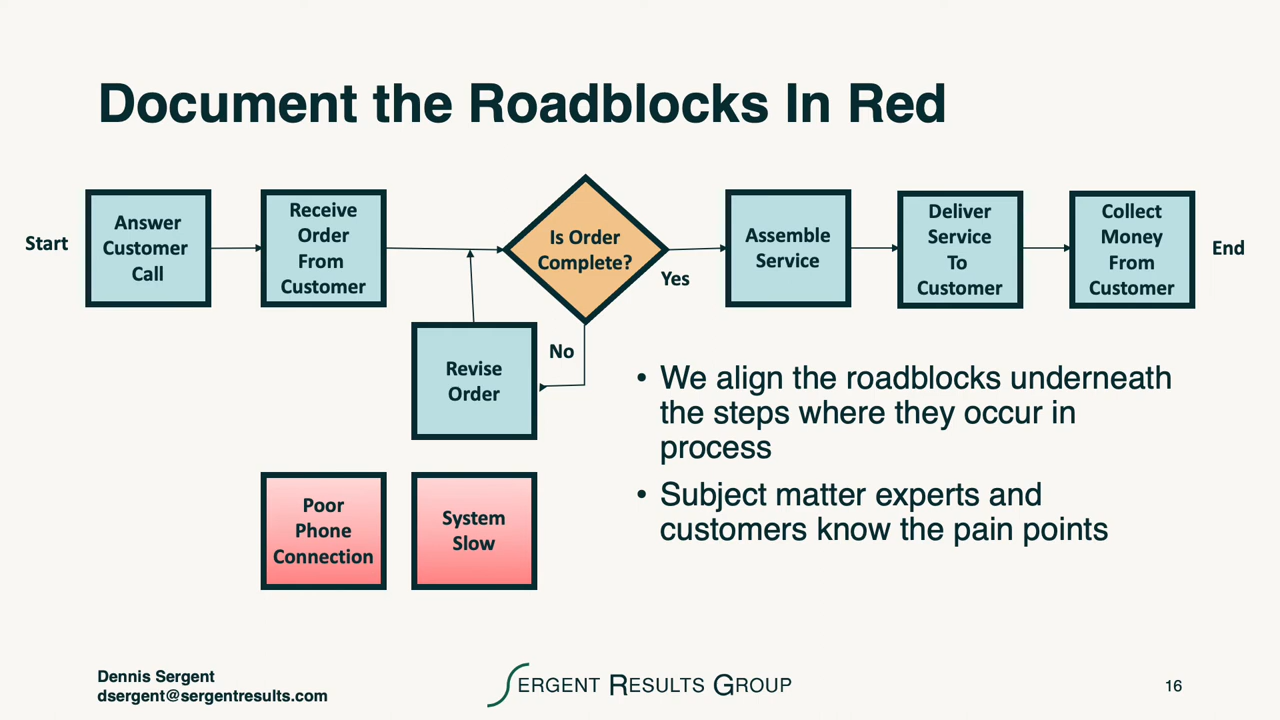 Document the Roadblocks In Red
Start
Answer
Customer
Call
Receive
Order
From
Customer
Is Order
Complete?
Yes
Assemble
Service
Deliver
Service
To
Customer
Collect
Money
From
Customer
End
No
Revise
Order
• We align the roadblocks underneath
the steps where they occur in
process
• Subject matter experts and
customers know the pain points
Poor
Phone
Connection
System
Slow
Dennis Sergent
dsergent@sergentresults.com
SERGENT RESULTS GROUP
16